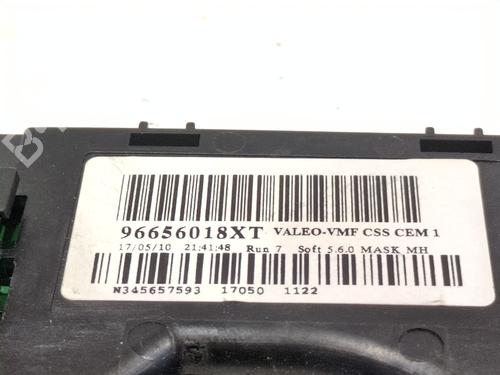 96656018XT VALEO-VMF CSS CEM 1
17/05/10 21:41:48 Run 7 Soft 5.6.0 MASK MH
N345657593 17050 1122